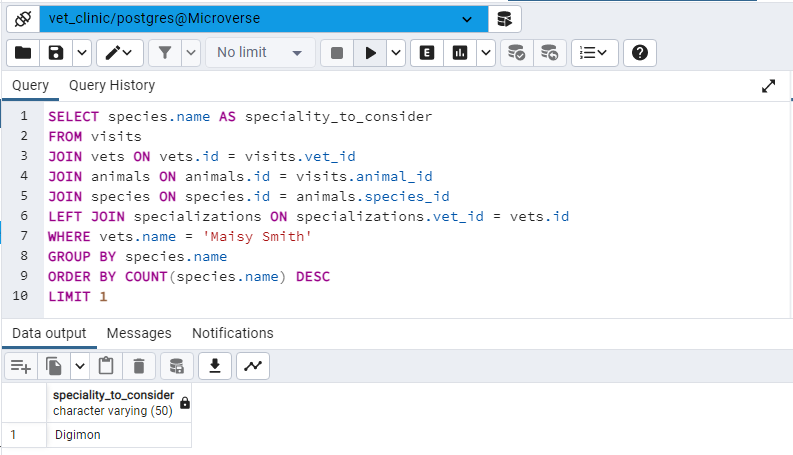 vet_clinic/postgres@Microverse
No limit
E
Query Query History
1 SELECT species.name AS speciality_to_consider
2 FROM visits
3 JOIN vets ON vets.id = visits.vet_id
4 JOIN animals ON animals.id = visits.animal_id
5 JOIN species ON species.id = animals.species_id
6 LEFT JOIN specializations ON specializations.vet_id = vets.id
7 WHERE vets.name = 'Maisy Smith'
8 GROUP BY species.name
9 ORDER BY COUNT(species.name) DESC
10 LIMIT 1
Data output Messages Notifications
speciality_to_consider
character varying (50)
1 Digimon